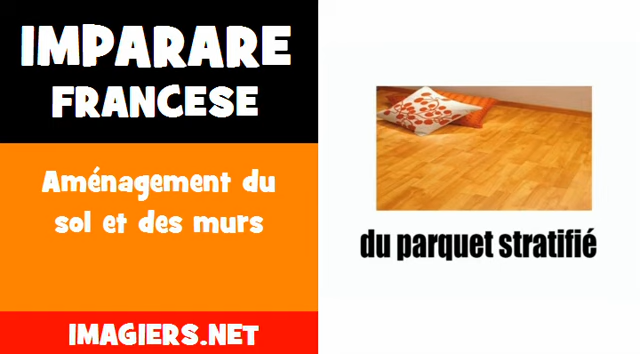 IMPARARE
FRANCESE
Aménagement du
sol et des murs
IMAGIERS.NET
du parquet stratifié